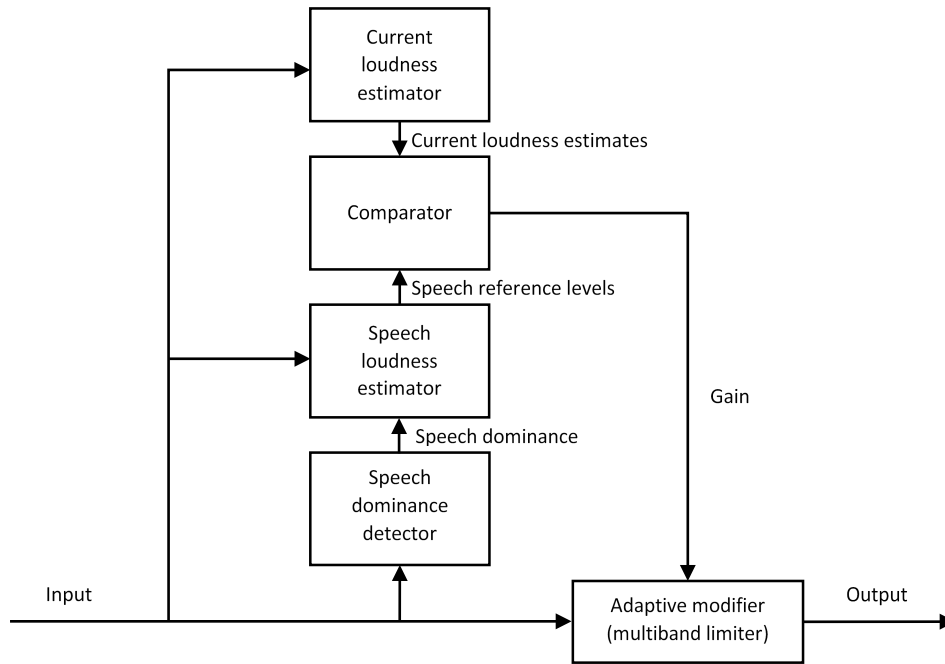 Current
loudness
estimator
Current loudness estimates
Comparator
Speech reference levels
Speech
loudness
estimator
Gain
Speech dominance
Speech
dominance
detector
Input
Adaptive modifier
(multiband limiter)
Output